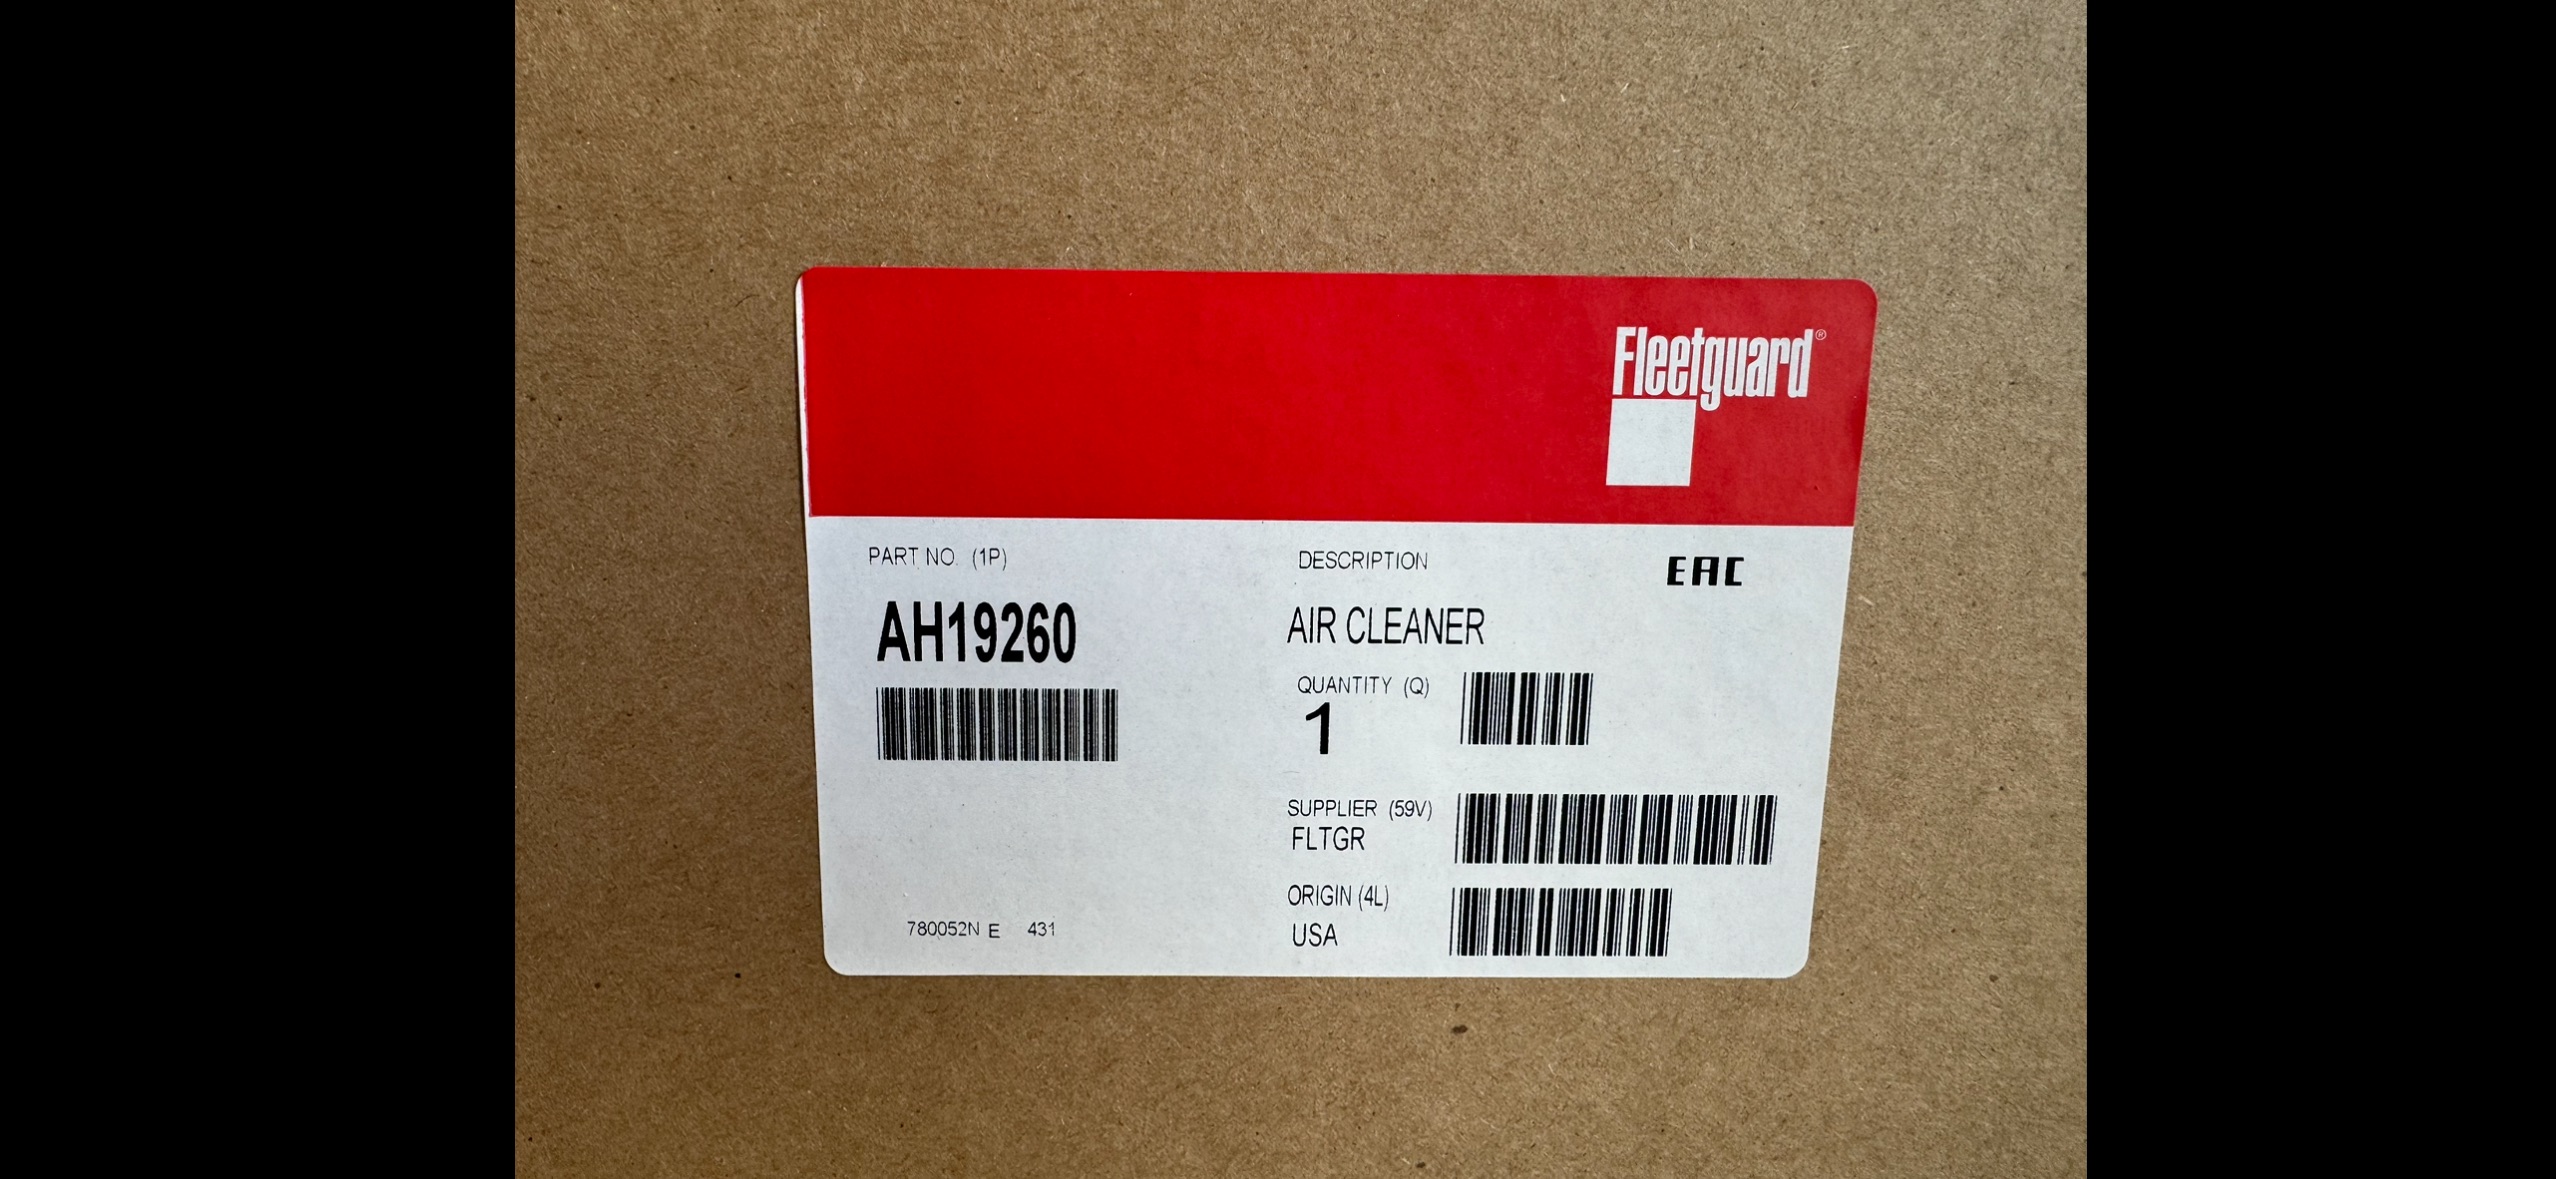 Fleetguard®
PART NO. (1P)
AH19260
DESCRIPTION
EAC
AIR CLEANER
QUANTITY (Q)
1
SUPPLIER (59V)
FLTGR
ORIGIN (4L)
USA
780052N E 431